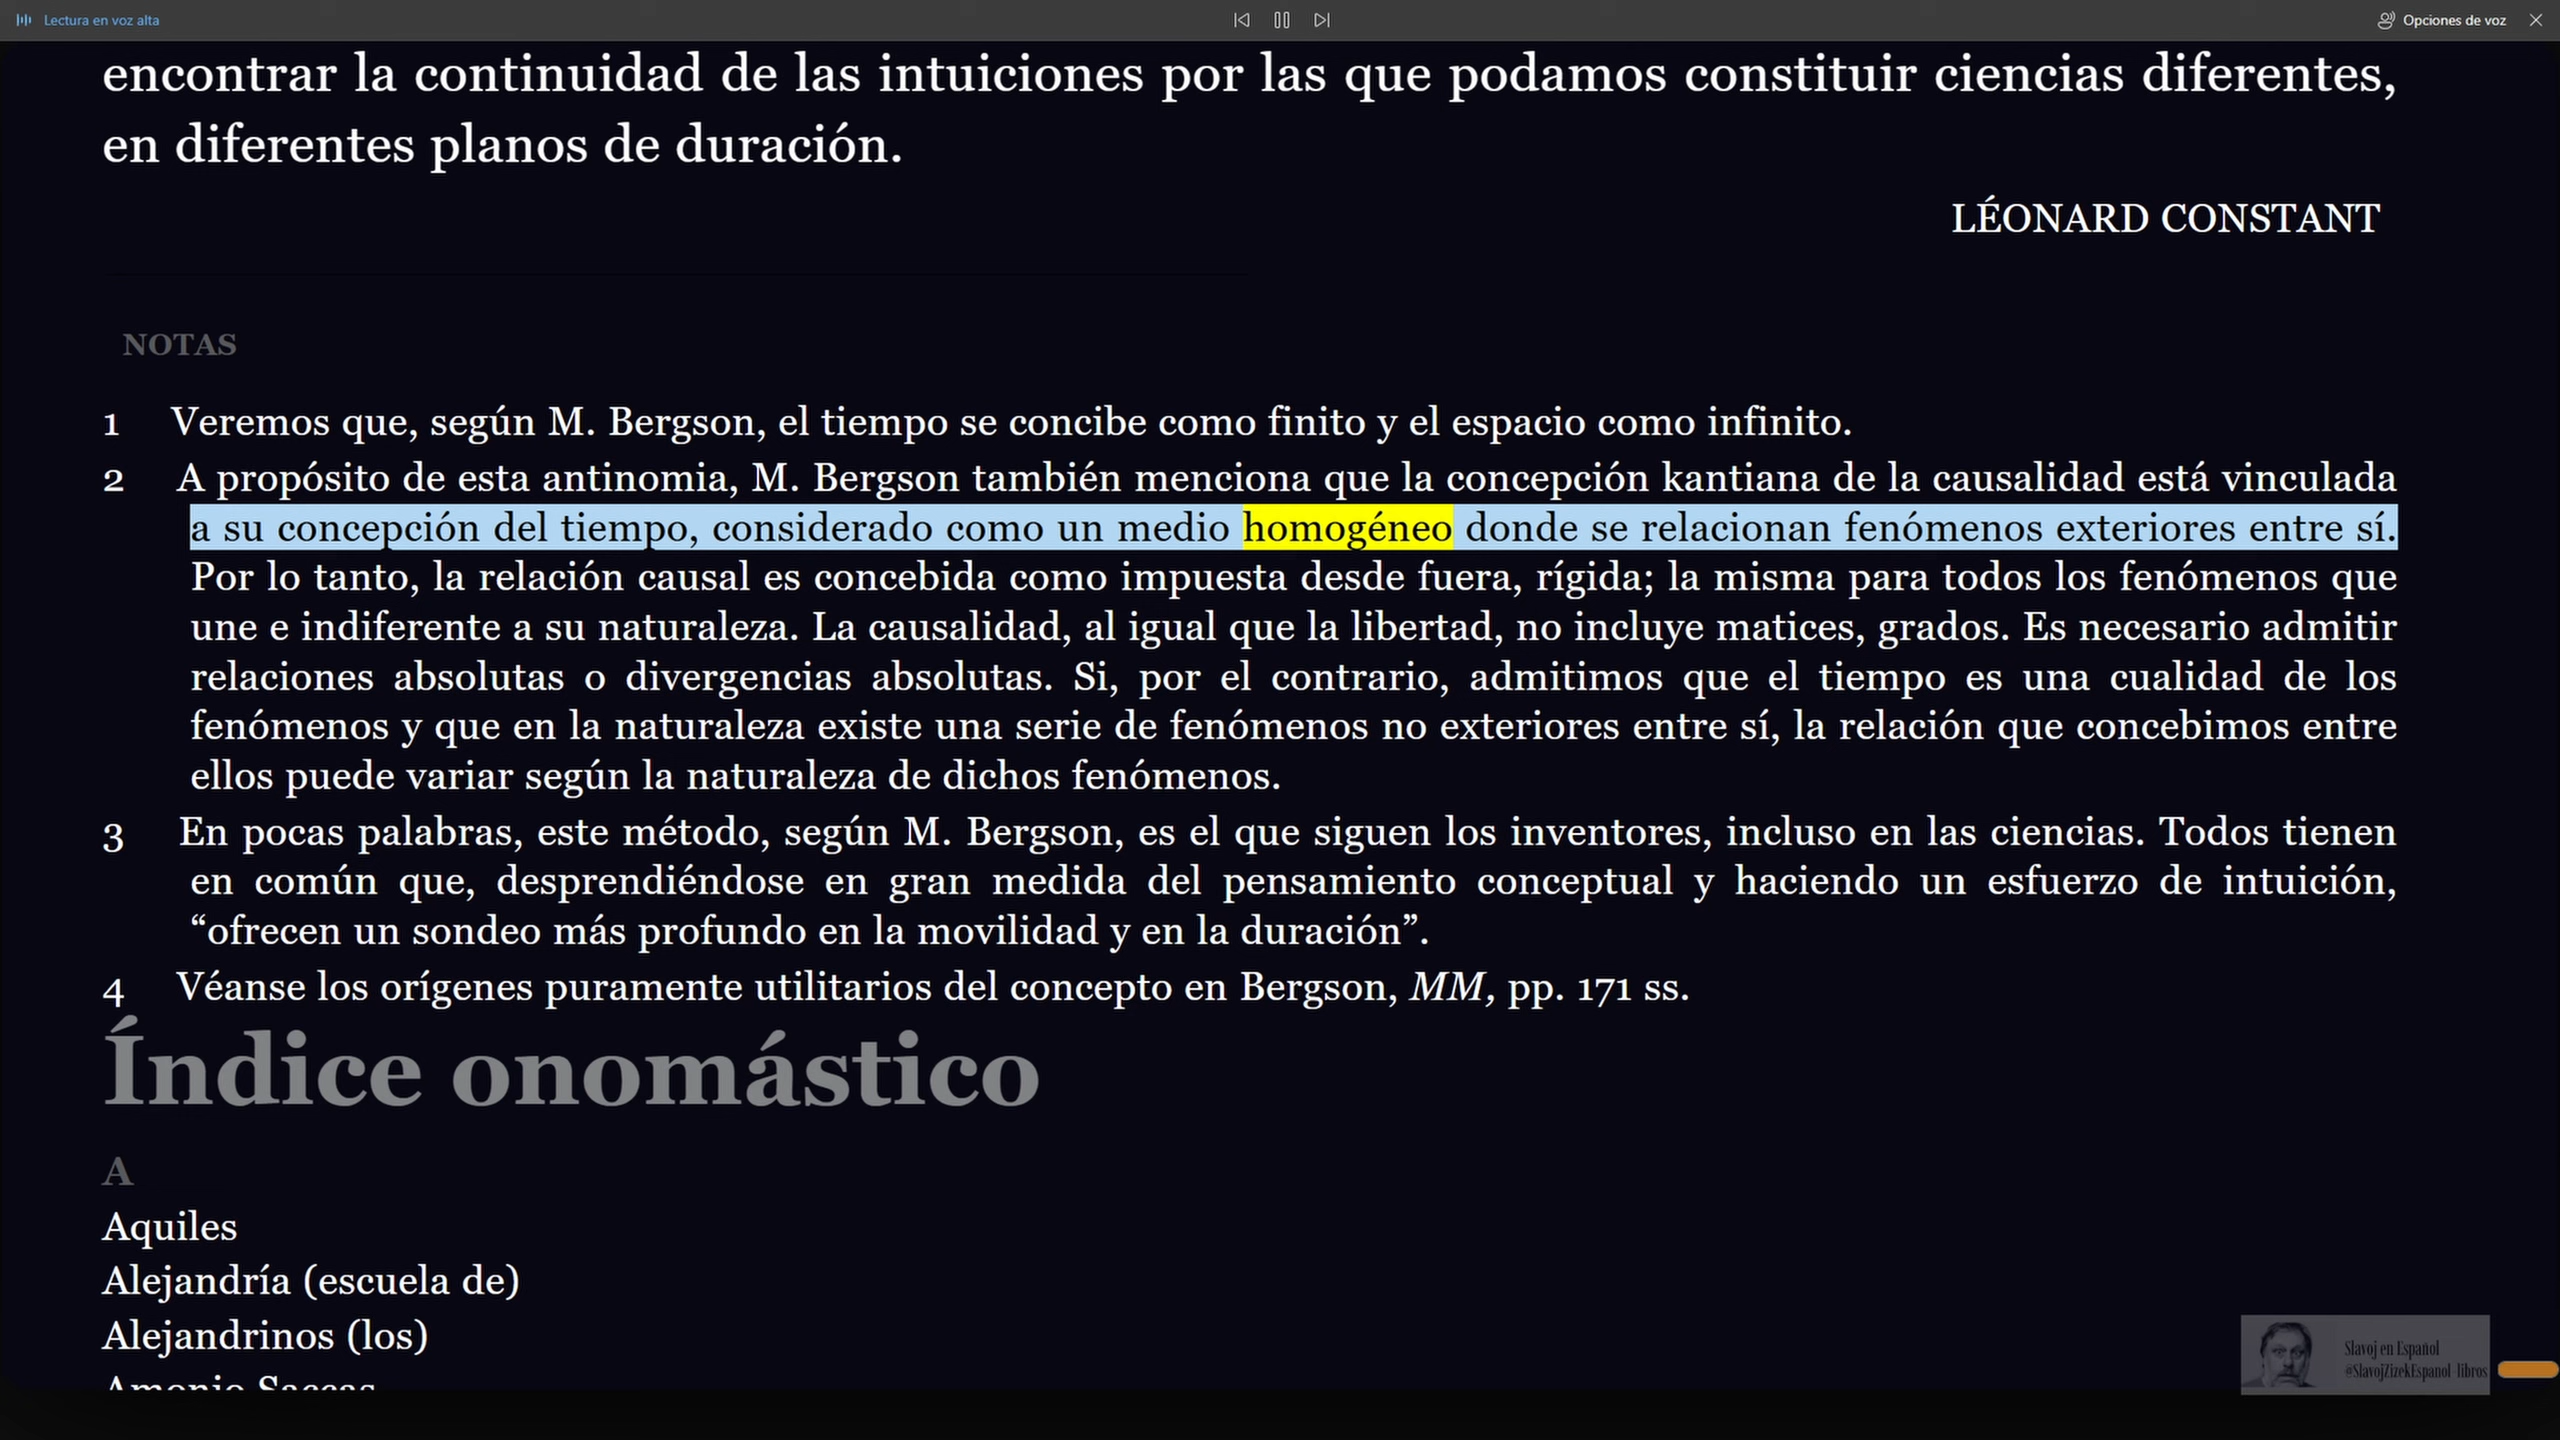 Lectura en voz alta
Opciones de voz
encontrar la continuidad de las intuiciones por las que podamos constituir ciencias diferentes,
en diferentes planos de duración.
LÉONARD CONSTANT
NOTAS
1 Veremos que, según M. Bergson, el tiempo se concibe como finito y el espacio como infinito.
2 A propósito de esta antinomia, M. Bergson también menciona que la concepción kantiana de la causalidad está vinculada
a su concepción del tiempo, considerado como un medio homogéneo donde se relacionan fenómenos exteriores entre sí.
Por lo tanto, la relación causal es concebida como impuesta desde fuera, rígida; la misma para todos los fenómenos que
une e indiferente a su naturaleza. La causalidad, al igual que la libertad, no incluye matices, grados. Es necesario admitir
relaciones absolutas o divergencias absolutas. Si, por el contrario, admitimos que el tiempo es una cualidad de los
fenómenos y que en la naturaleza existe una serie de fenómenos no exteriores entre sí, la relación que concebimos entre
ellos puede variar según la naturaleza de dichos fenómenos.
3 En pocas palabras, este método, según M. Bergson, es el que siguen los inventores, incluso en las ciencias. Todos tienen
en común que, desprendiéndose en gran medida del pensamiento conceptual y haciendo un esfuerzo de intuición,
“ofrecen un sondeo más profundo en la movilidad y en la duración”.
4 Véanse los orígenes puramente utilitarios del concepto en Bergson, MM, pp. 171 ss.
Índice onomástico
A
Aquiles
Alejandría (escuela de)
Alejandrinos (los)
Amonio Saccas
Slavoj en Español
@SlavojZizekEspanol-libros